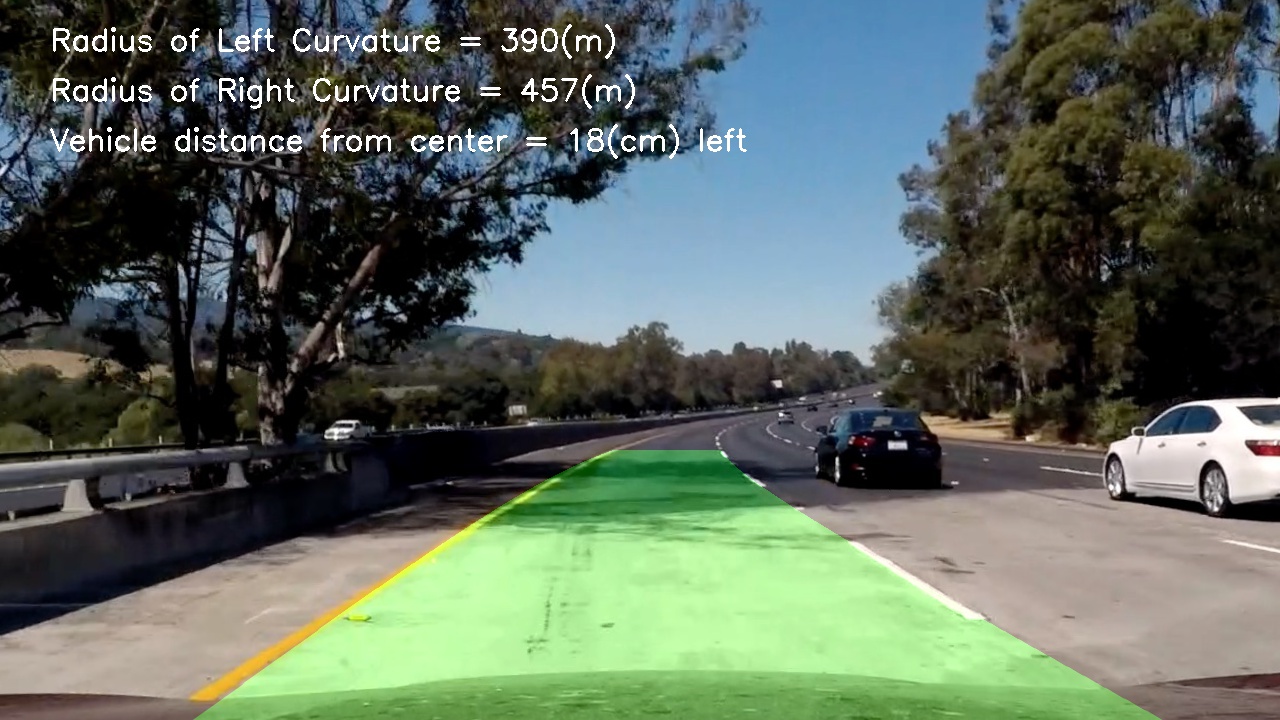 Radius of Left Curvature = 390(m)
Radius of Right Curvature = 457(m)
Vehicle distance from center = 18(cm) left